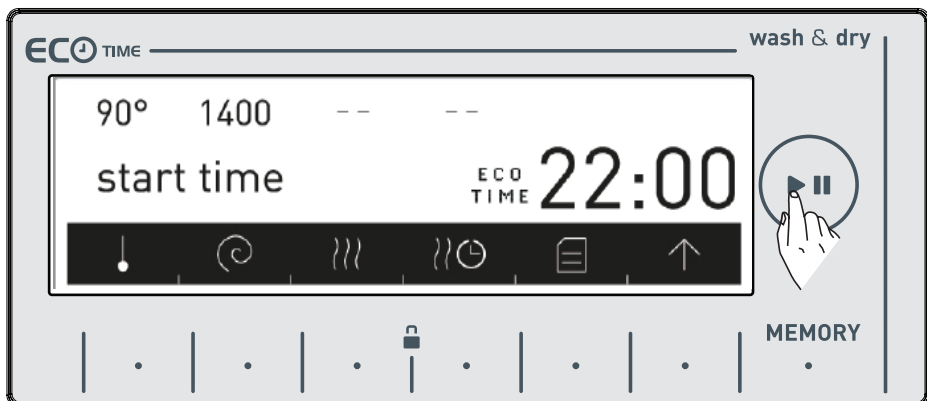 ECO TIME
wash & dry
90° 1400 -- --
start time ECO TIME 22:00
MEMORY